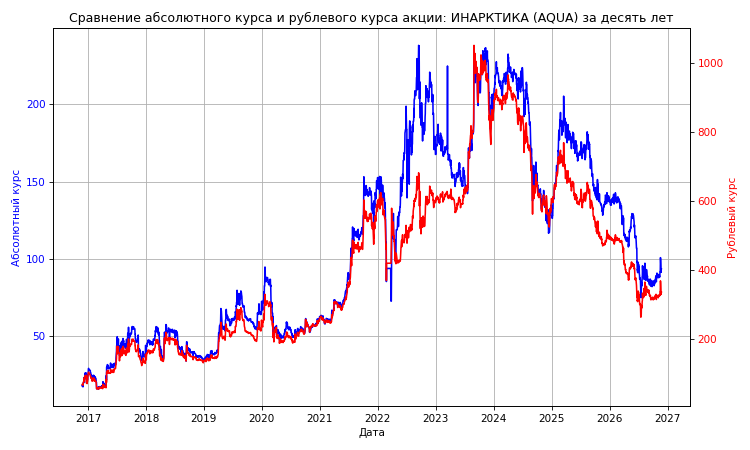 Сравнение абсолютного курса и рублевого курса акции: ИНАРКТИКА (AQUA) за десять лет
Абсолютный курс
200
150
100
50
1000
800
600
400
200
Рублевый курс
2017 2018 2019 2020 2021 2022 2023 2024 2025 2026 2027
Дата